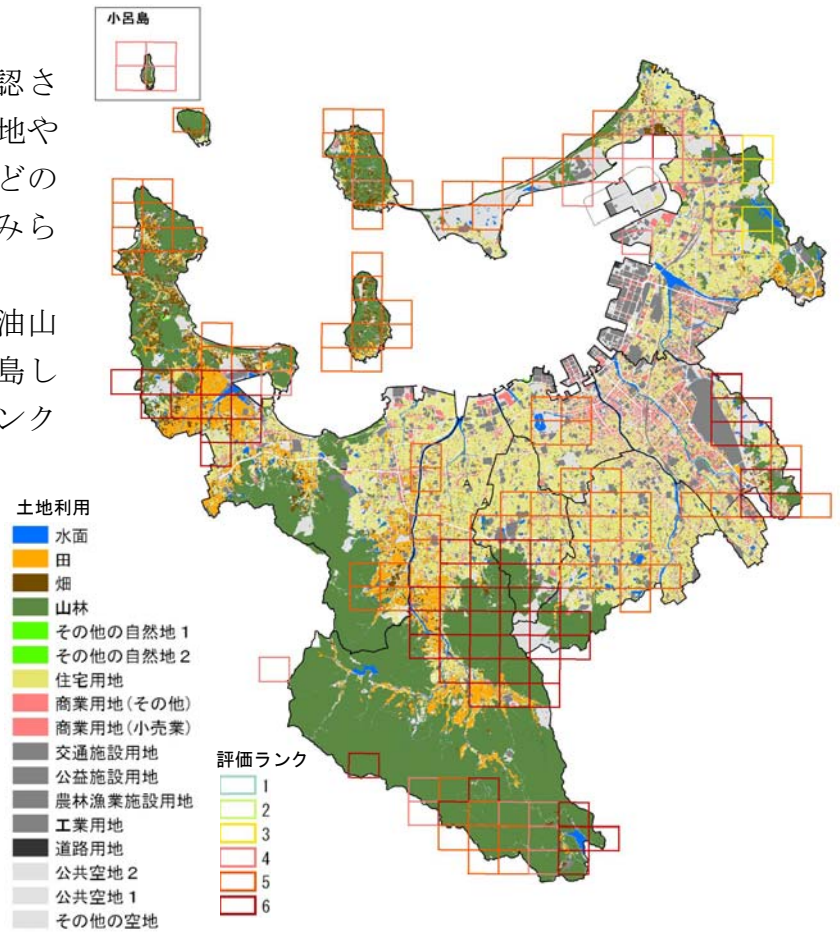 小呂島
認さ
地や
どの
みら
油山
島し
ンク
土地利用
水面
田
畑
山林
その他の自然地1
その他の自然地2
住宅用地
商業用地(その他)
商業用地(小売業)
交通施設用地
公益施設用地
農林漁業施設用地
工業用地
道路用地
公共空地2
公共空地1
その他の空地
評価ランク
1
2
3
4
5
6
A
A